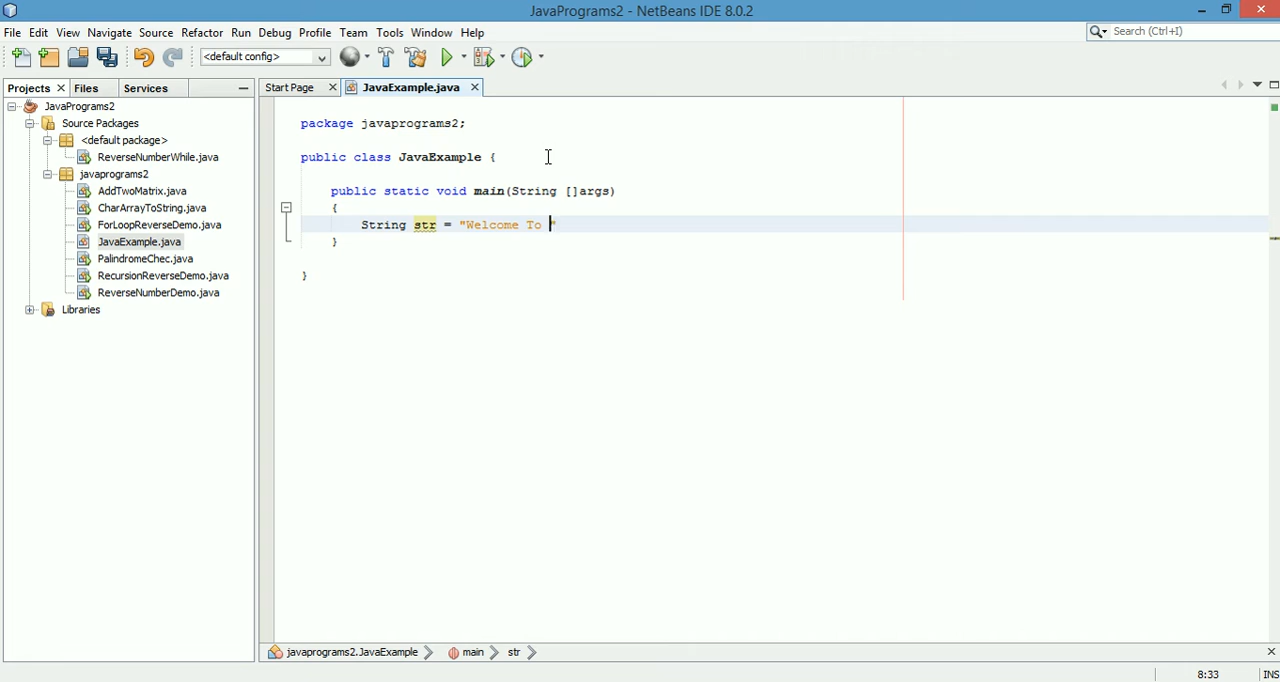 JavaPrograms2 - NetBeans IDE 8.0.2
File Edit View Navigate Source Refactor Run Debug Profile Team Tools Window Help
Search (Ctrl+I)
<default config>
Projects Files Services
Start Page JavaExample.java
JavaPrograms2
Source Packages
<default package>
ReverseNumberWhile.java
javaprograms2
AddTwoMatrix.java
CharArrayToString.java
ForLoopReverseDemo.java
JavaExample.java
PalindromeChec.java
RecursionReverseDemo.java
ReverseNumberDemo.java
Libraries
package javaprograms2;
public class JavaExample {
public static void main(String []args)
{
String str = "Welcome To "
}
}
javaprograms2.JavaExample main str
8:33 INS